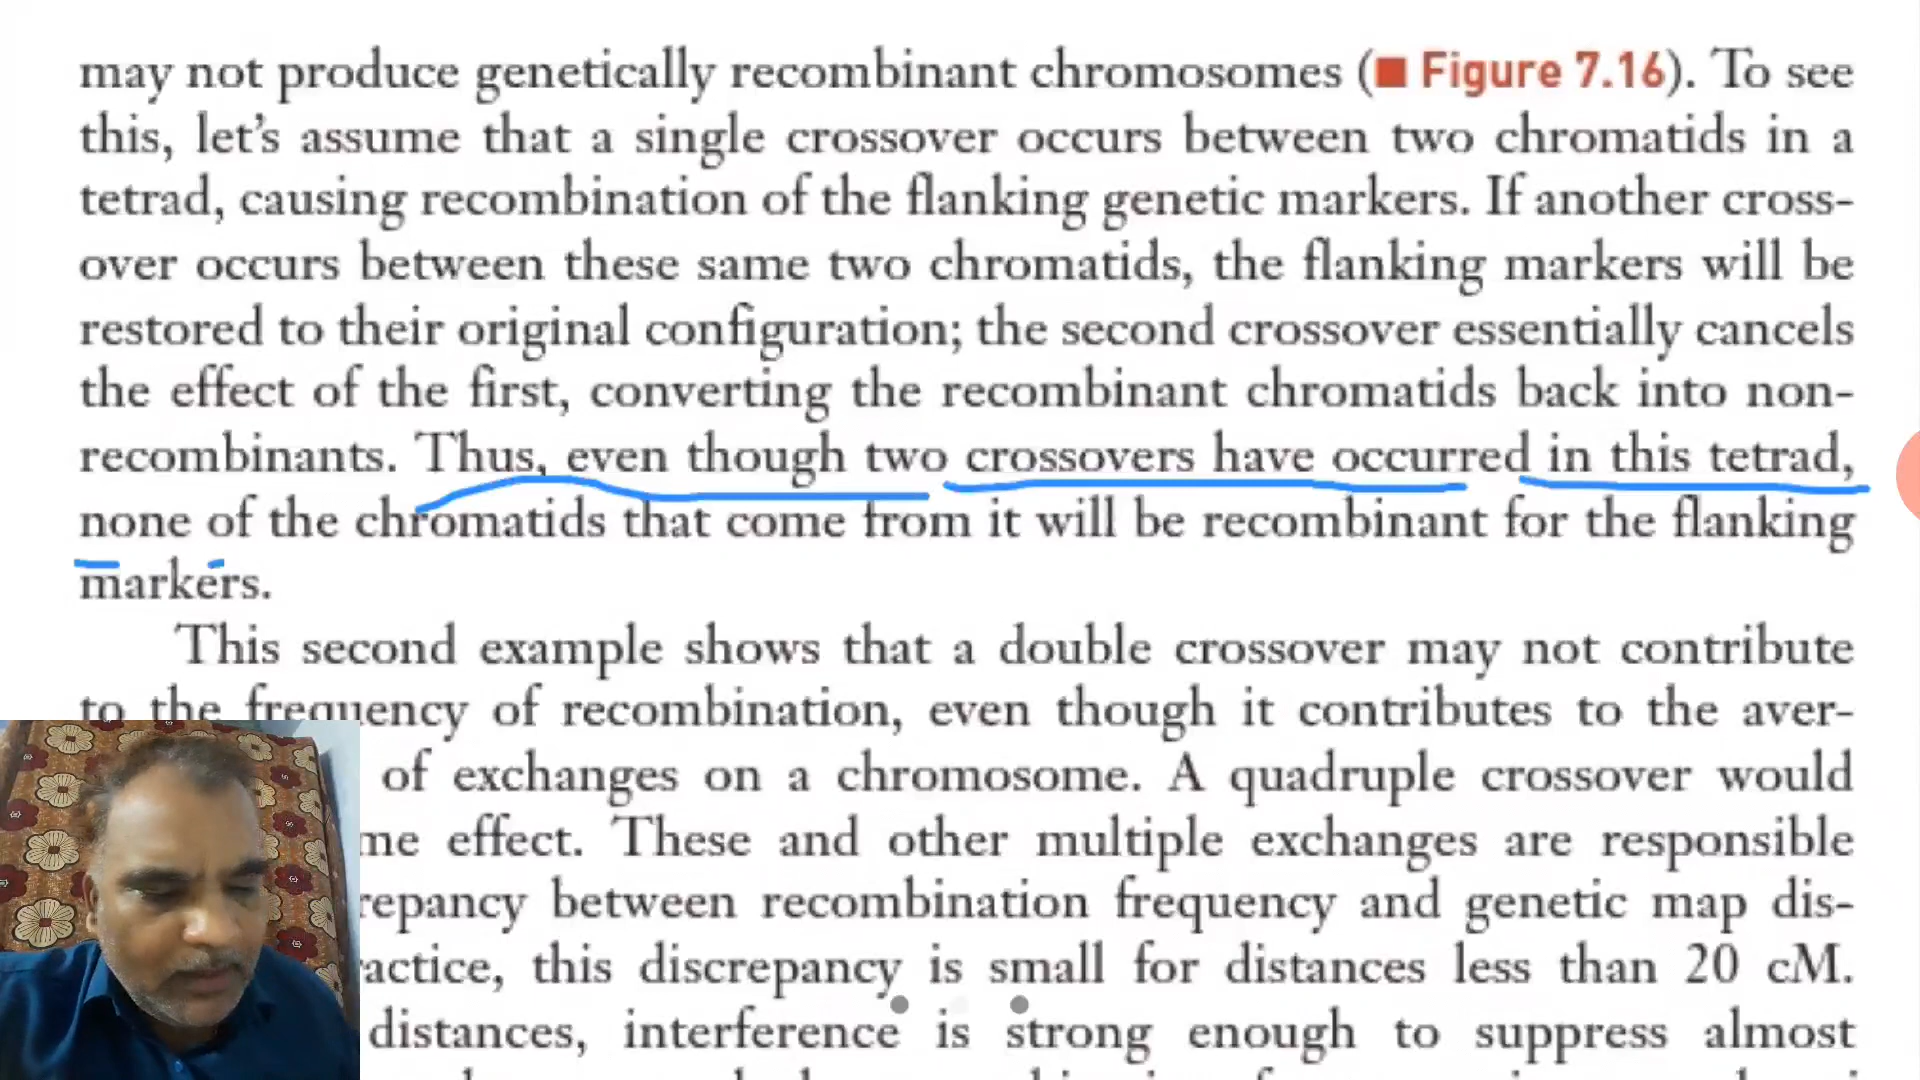 may not produce genetically recombinant chromosomes (■ Figure 7.16). To see
this, let's assume that a single crossover occurs between two chromatids in a
tetrad, causing recombination of the flanking genetic markers. If another cross-
over occurs between these same two chromatids, the flanking markers will be
restored to their original configuration; the second crossover essentially cancels
the effect of the first, converting the recombinant chromatids back into non-
recombinants. Thus, even though two crossovers have occurred in this tetrad,
none of the chromatids that come from it will be recombinant for the flanking
markers.
This second example shows that a double crossover may not contribute
to the frequency of recombination, even though it contributes to the aver-
of exchanges on a chromosome. A quadruple crossover would
me effect. These and other multiple exchanges are responsible
repancy between recombination frequency and genetic map dis-
actice, this discrepancy is small for distances less than 20 cM.
distances, interference is strong enough to suppress almost